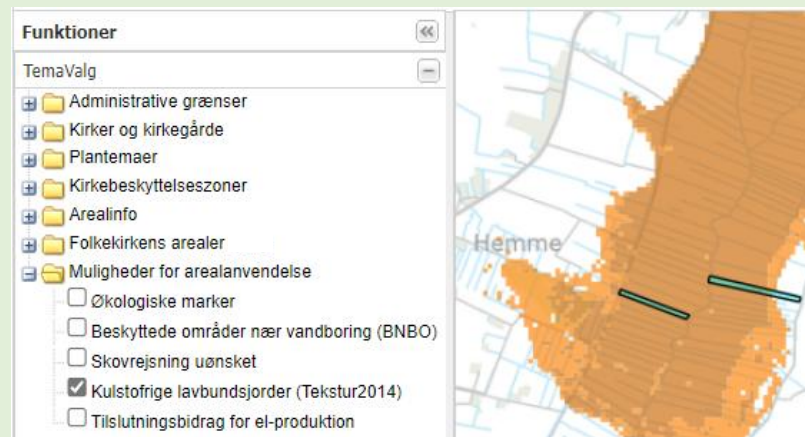 Funktioner
TemaValg
Administrative grænser
Kirker og kirkegårde
Plantemaer
Kirkebeskyttelseszoner
Arealinfo
Folkekirkens arealer
Muligheder for arealanvendelse
Økologiske marker
Beskyttede områder nær vandboring (BNBO)
Skovrejsning uønsket
Kulstofrige lavbundsjorder (Tekstur2014)
Tilslutningsbidrag for el-produktion
Hemme